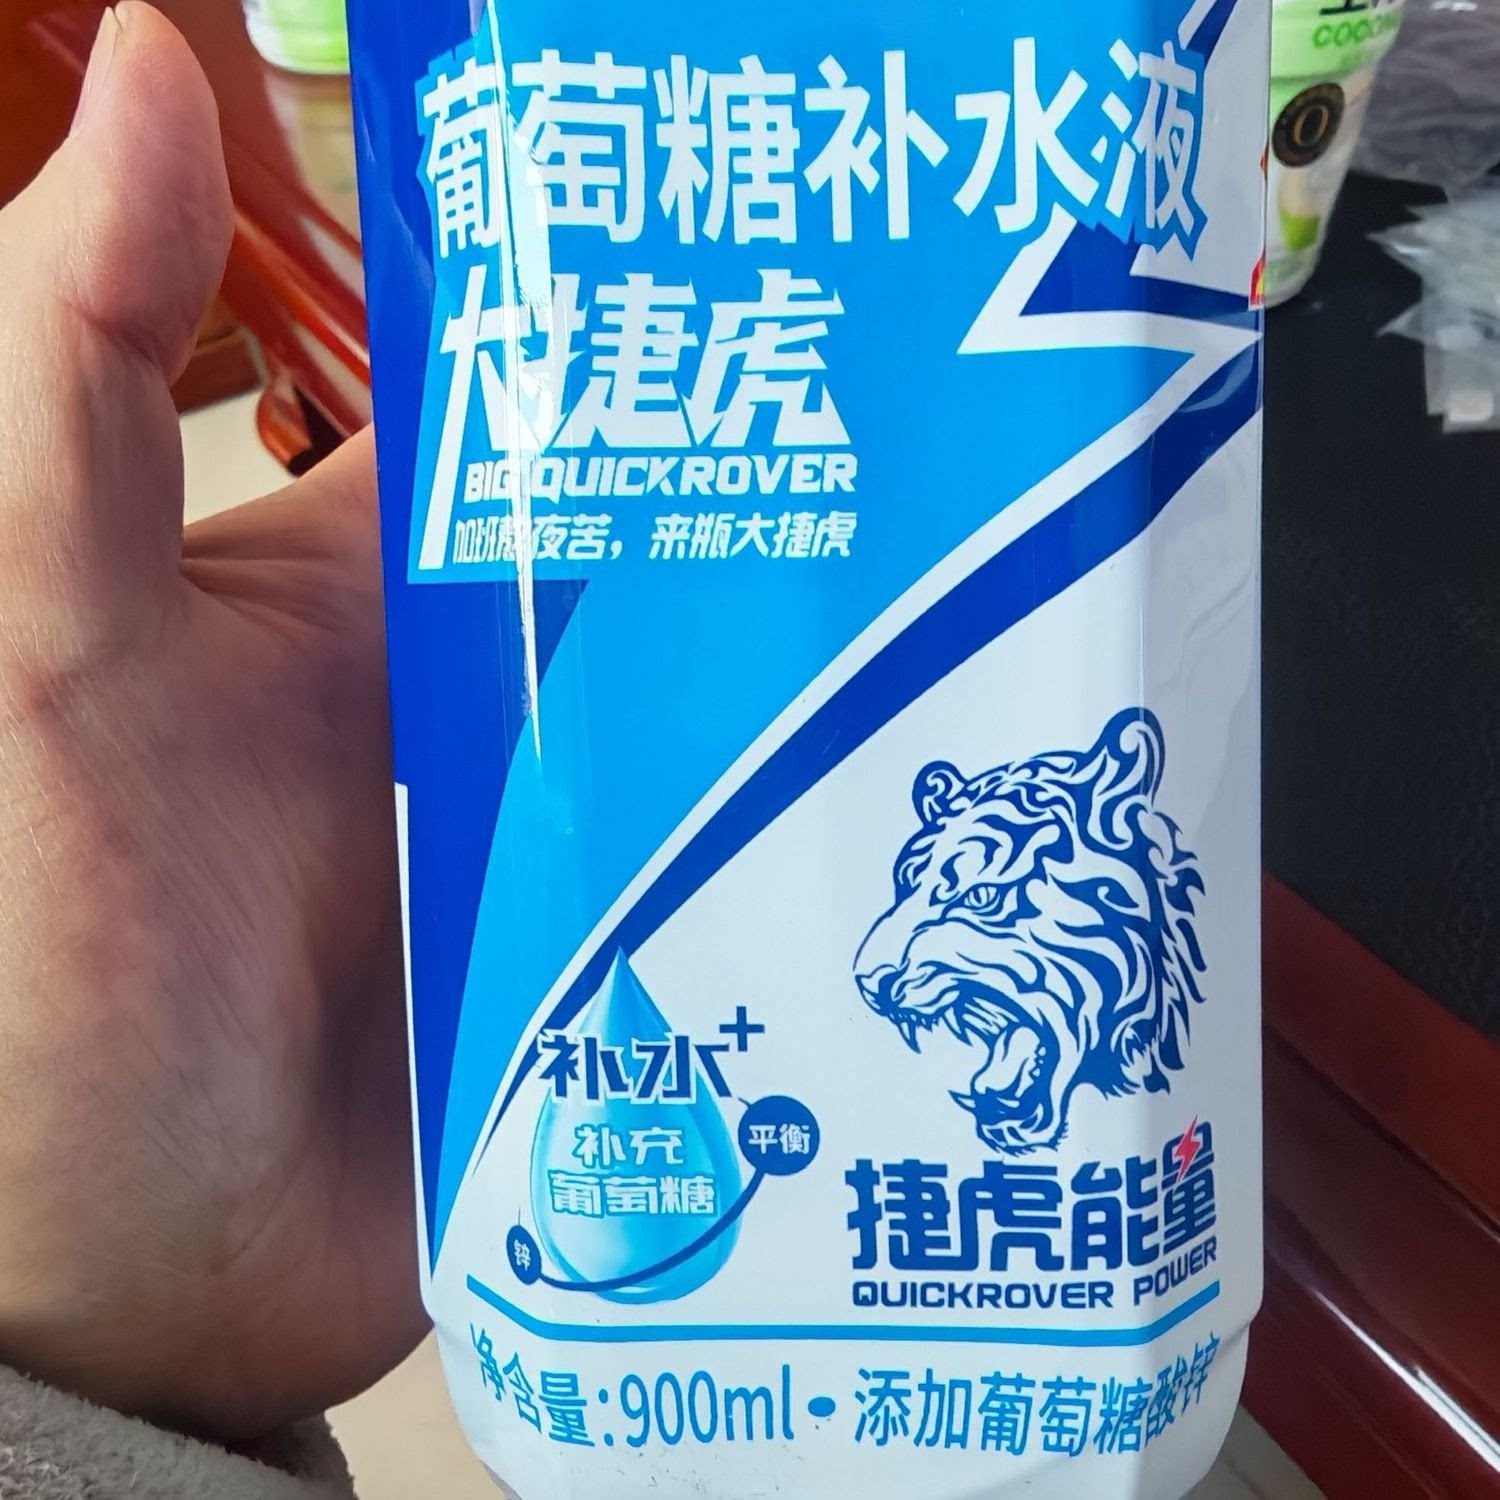 葡萄糖补水液
大捷虎
BIG QUICKROVER
加班熬夜苦，来瓶大捷虎
补水+
补充
葡萄糖
平衡
锌
捷虎能量
QUICKROVER POWER
净含量:900ml•添加葡萄糖酸锌